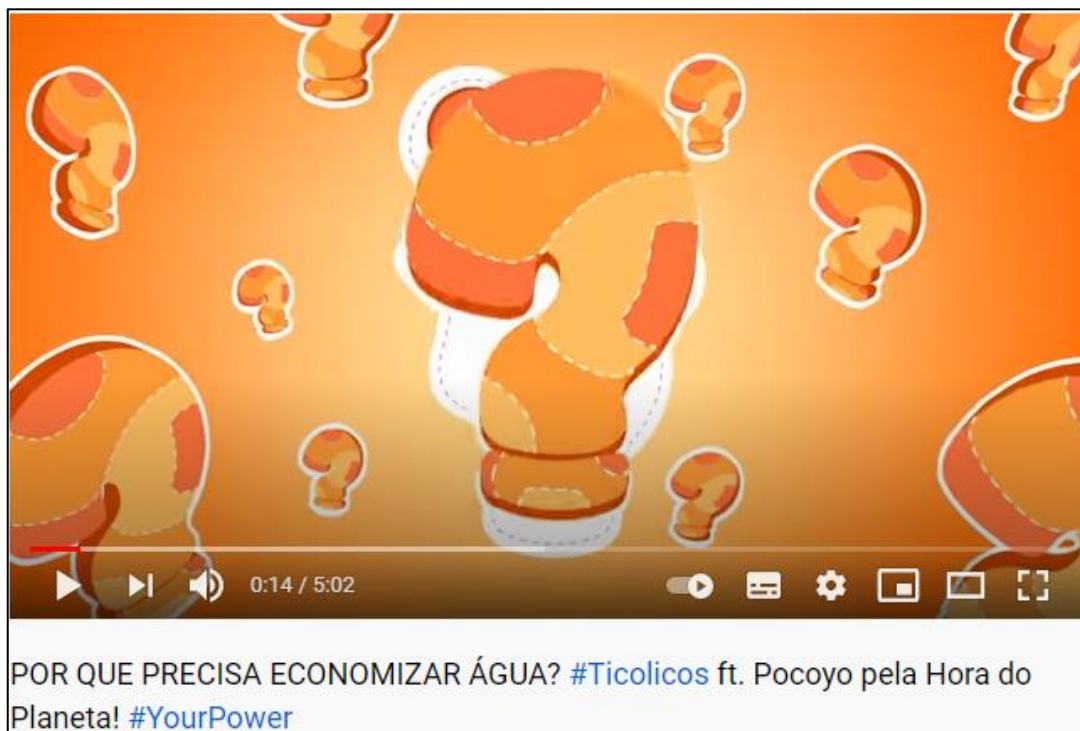 0:14 / 5:02
POR QUE PRECISA ECONOMIZAR ÁGUA? #Ticolicos ft. Pocoyo pela Hora do
Planeta! #YourPower